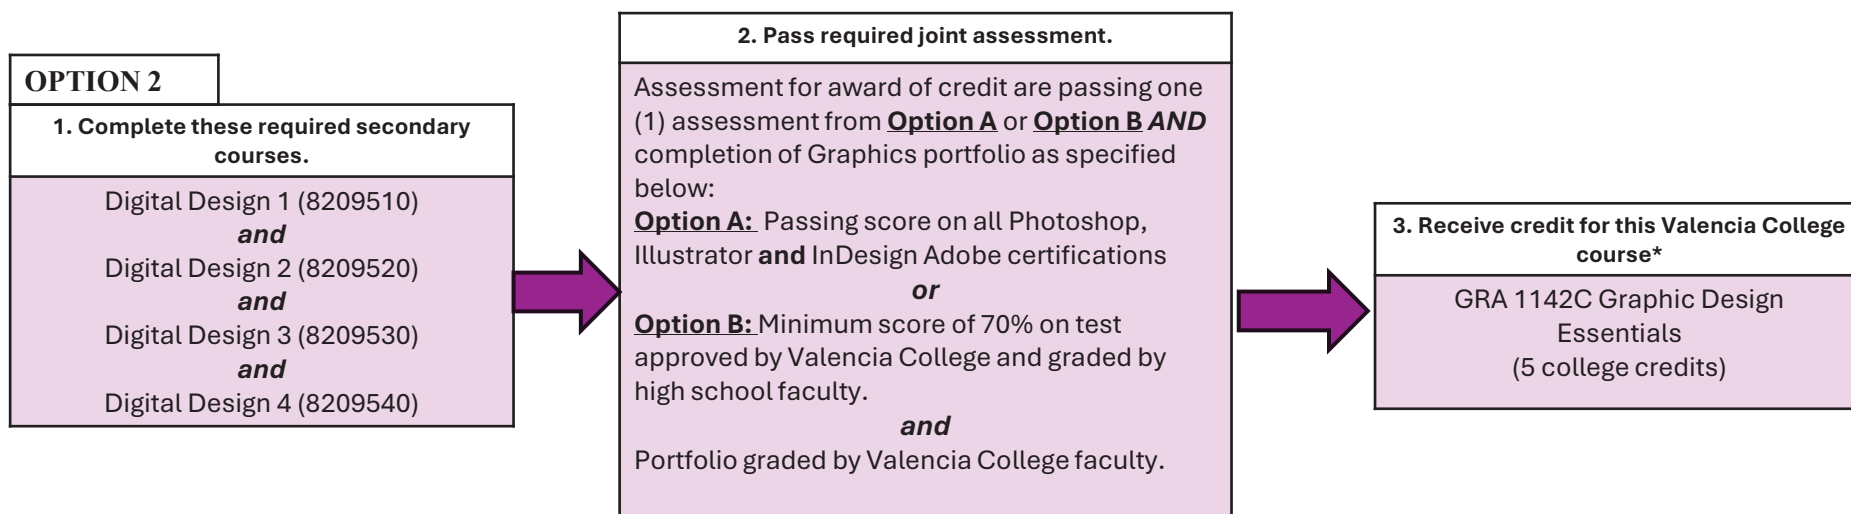 OPTION 2
1. Complete these required secondary
courses.
Digital Design 1 (8209510)
and
Digital Design 2 (8209520)
and
Digital Design 3 (8209530)
and
Digital Design 4 (8209540)
2. Pass required joint assessment.
Assessment for award of credit are passing one
(1) assessment from Option A or Option B AND
completion of Graphics portfolio as specified
below:
Option A: Passing score on all Photoshop,
Illustrator and InDesign Adobe certifications
or
Option B: Minimum score of 70% on test
approved by Valencia College and graded by
high school faculty.
and
Portfolio graded by Valencia College faculty.
3. Receive credit for this Valencia College
course*
GRA 1142C Graphic Design
Essentials
(5 college credits)